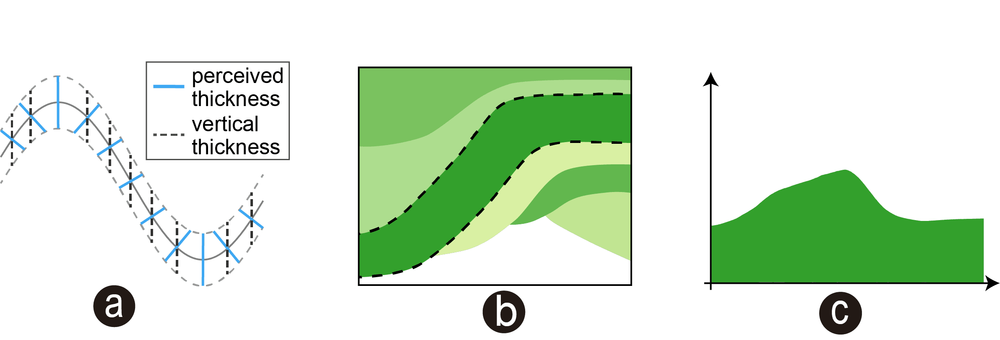 perceived
thickness
vertical
thickness
a
b
c